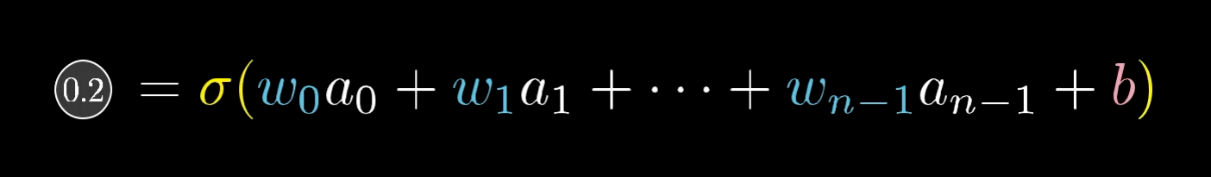 0.2 = σ(w₀a₀ + w₁a₁ + ⋯ + wₙ₋₁aₙ₋₁ + b)